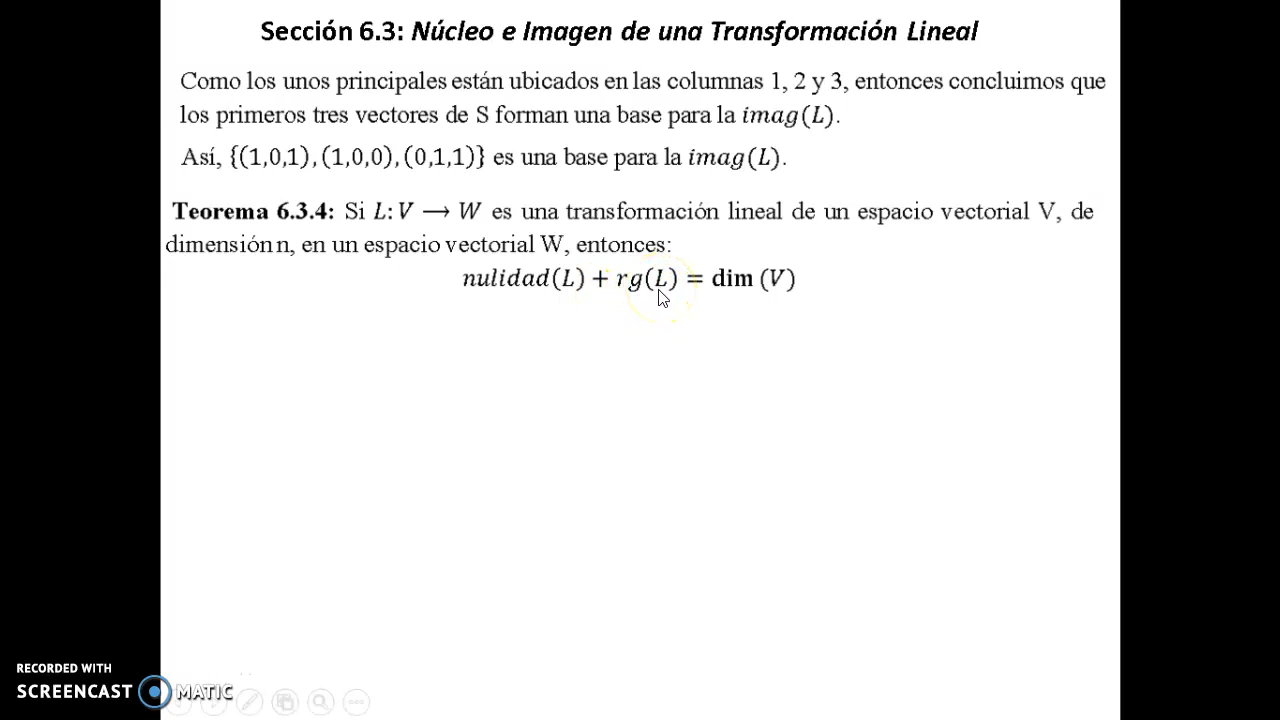 Sección 6.3: Núcleo e Imagen de una Transformación Lineal
Como los unos principales están ubicados en las columnas 1, 2 y 3, entonces concluimos que
los primeros tres vectores de S forman una base para la imag(L).
Así, {(1,0,1), (1,0,0), (0,1,1)} es una base para la imag(L).
Teorema 6.3.4: Si L: V ⟶ W es una transformación lineal de un espacio vectorial V, de
dimensión n, en un espacio vectorial W, entonces:
nulidad(L) + rg(L) = dim (V)
RECORDED WITH
SCREENCAST MATIC